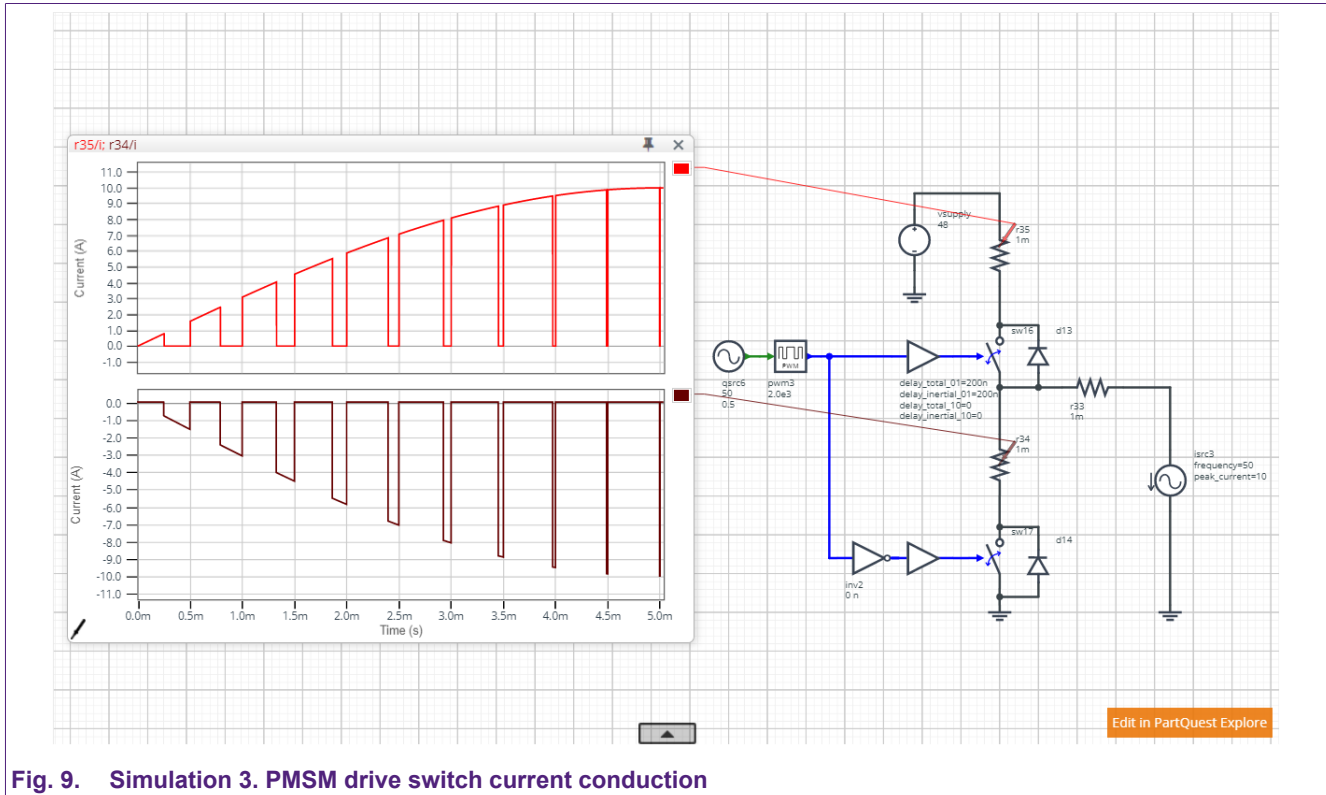 r35/i; r34/i
11.0
10.0
9.0
8.0
7.0
6.0
5.0
4.0
3.0
2.0
1.0
0.0
-1.0
Current (A)
0.0
-1.0
-2.0
-3.0
-4.0
-5.0
-6.0
-7.0
-8.0
-9.0
-10.0
-11.0
Current (A)
0.0m 0.5m 1.0m 1.5m 2.0m 2.5m 3.0m 3.5m 4.0m 4.5m 5.0m
Time (s)
vsupply
48
r35
1m
sw16
d13
qsrc6
50
0.5
PWM
pwm3
2.0e3
delay_total_01=200n
delay_inertial_01=200n
delay_total_10=0
delay_inertial_10=0
r33
1m
r34
1m
isrc3
frequency=50
peak_current=10
sw17
d14
inv2
0 n
Edit in PartQuest Explore
Fig. 9. Simulation 3. PMSM drive switch current conduction